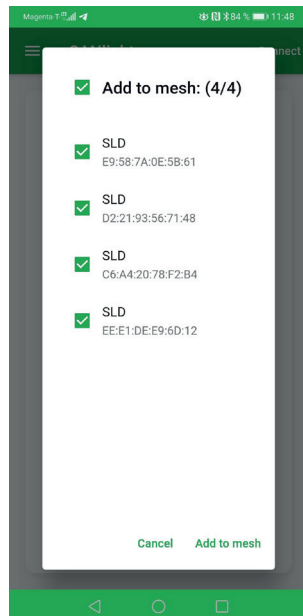 Magenta-T 84 % 11:48
Add to mesh: (4/4)
SLD
E9:58:7A:0E:5B:61
SLD
D2:21:93:56:71:48
SLD
C6:A4:20:78:F2:B4
SLD
EE:E1:DE:E9:6D:12
Cancel Add to mesh